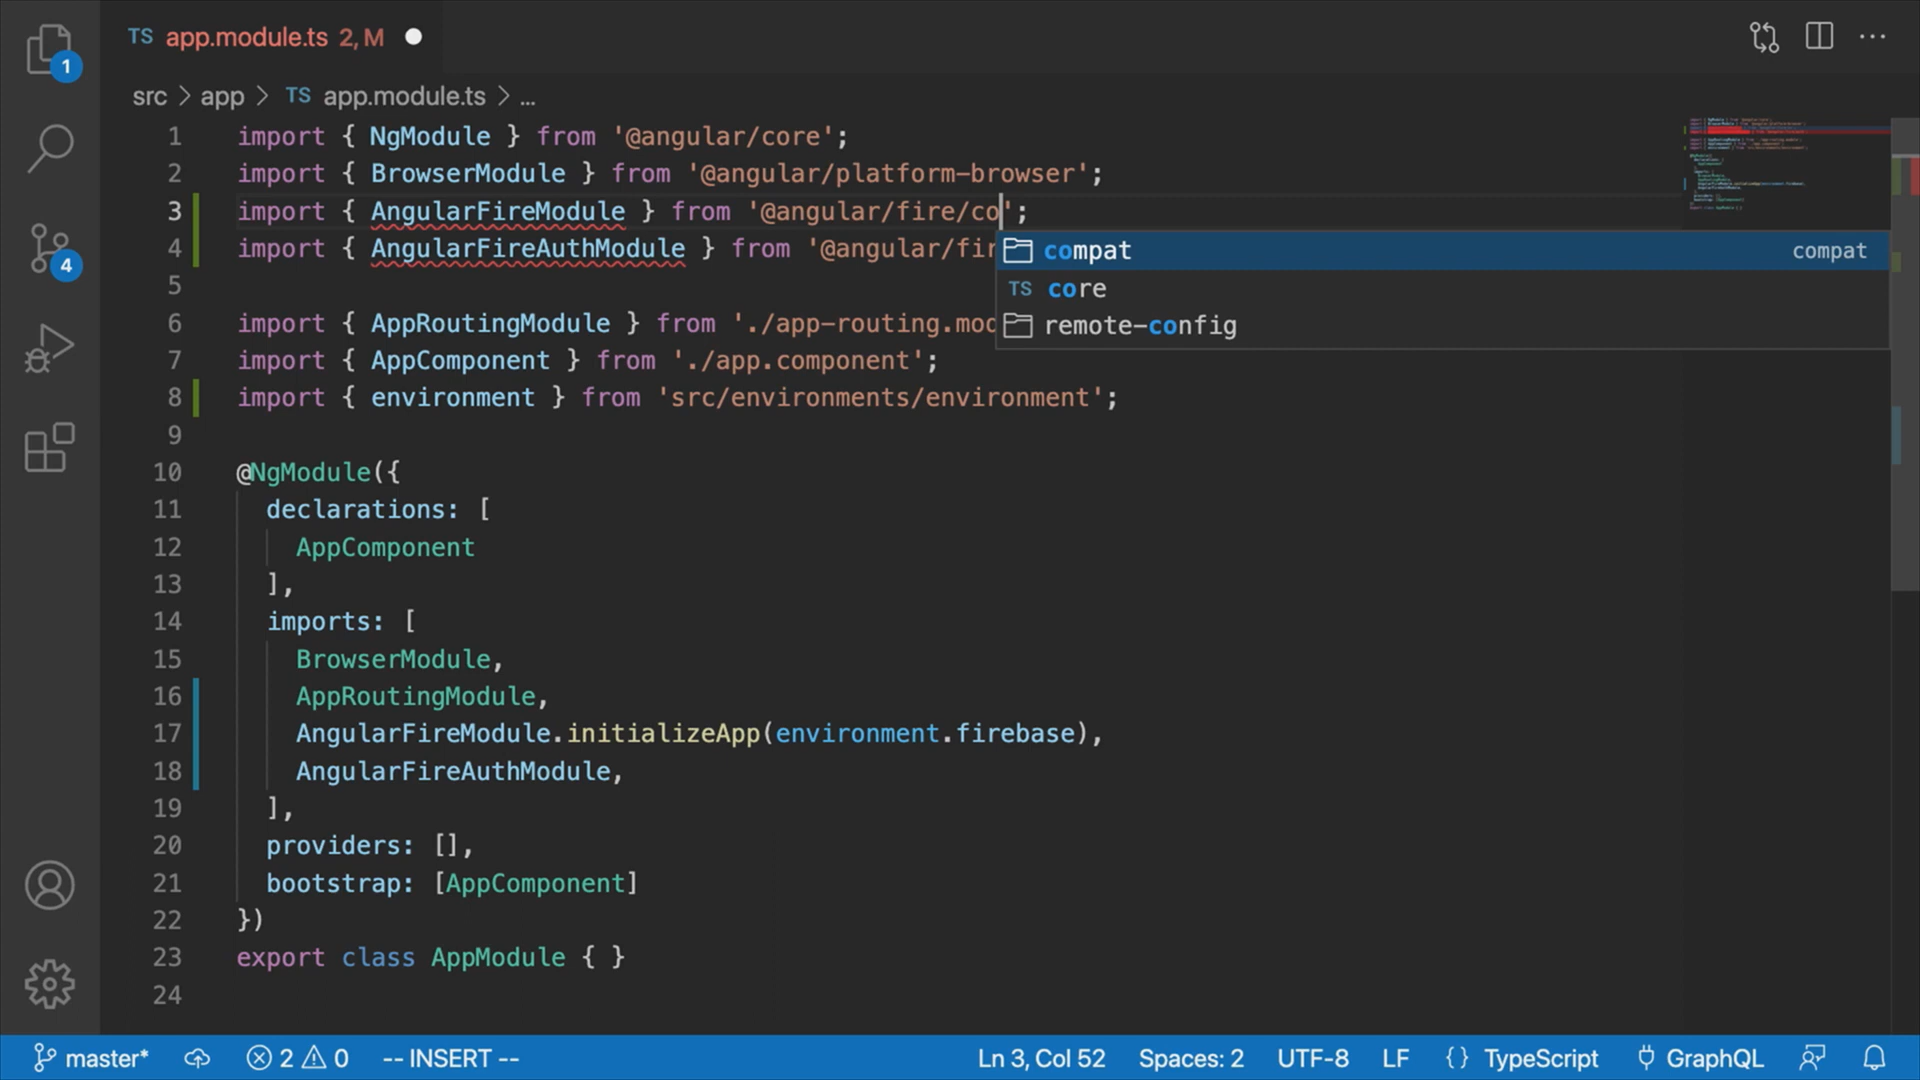 TS app.module.ts 2, M
1
src > app > TS app.module.ts > ...
1 import { NgModule } from '@angular/core';
2 import { BrowserModule } from '@angular/platform-browser';
3 import { AngularFireModule } from '@angular/fire/co';
4 import { AngularFireAuthModule } from '@angular/fir
compat compat
TS core
remote-config
4
5
6 import { AppRoutingModule } from './app-routing.mod
7 import { AppComponent } from './app.component';
8 import { environment } from 'src/environments/environment';
9
10 @NgModule({
11 declarations: [
12 AppComponent
13 ],
14 imports: [
15 BrowserModule,
16 AppRoutingModule,
17 AngularFireModule.initializeApp(environment.firebase),
18 AngularFireAuthModule,
19 ],
20 providers: [],
21 bootstrap: [AppComponent]
22 })
23 export class AppModule { }
24
master* 2 0 -- INSERT -- Ln 3, Col 52 Spaces: 2 UTF-8 LF {} TypeScript GraphQL